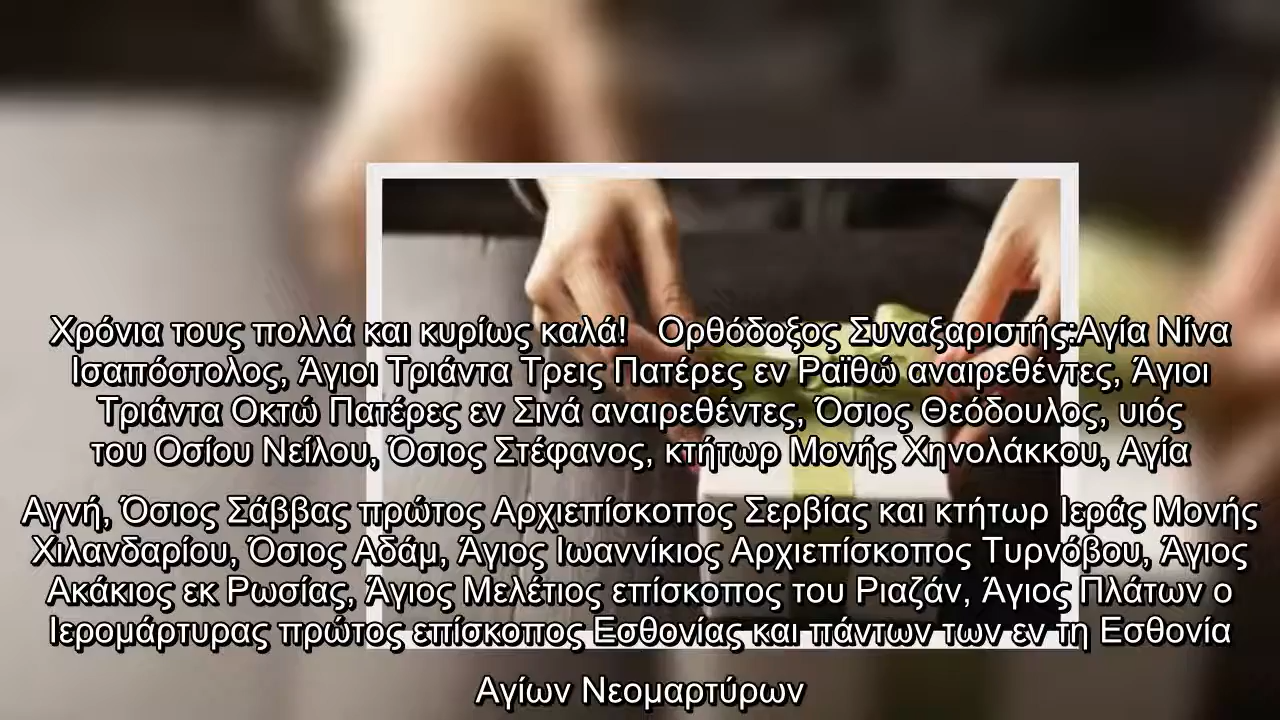 Χρόνια τους πολλά και κυρίως καλά!   Ορθόδοξος Συναξαριστής:Αγία Νίνα
Ισαπόστολος, Άγιοι Τριάντα Τρεις Πατέρες εν Ραϊθώ αναιρεθέντες, Άγιοι
Τριάντα Οκτώ Πατέρες εν Σινά αναιρεθέντες, Όσιος Θεόδουλος, υιός
του Οσίου Νείλου, Όσιος Στέφανος, κτήτωρ Μονής Χηνολάκκου, Αγία
Αγνή, Όσιος Σάββας πρώτος Αρχιεπίσκοπος Σερβίας και κτήτωρ Ιεράς Μονής
Χιλανδαρίου, Όσιος Αδάμ, Άγιος Ιωαννίκιος Αρχιεπίσκοπος Τυρνόβου, Άγιος
Ακάκιος εκ Ρωσίας, Άγιος Μελέτιος επίσκοπος του Ριαζάν, Άγιος Πλάτων ο
Ιερομάρτυρας πρώτος επίσκοπος Εσθονίας και πάντων των εν τη Εσθονία
Αγίων Νεομαρτύρων